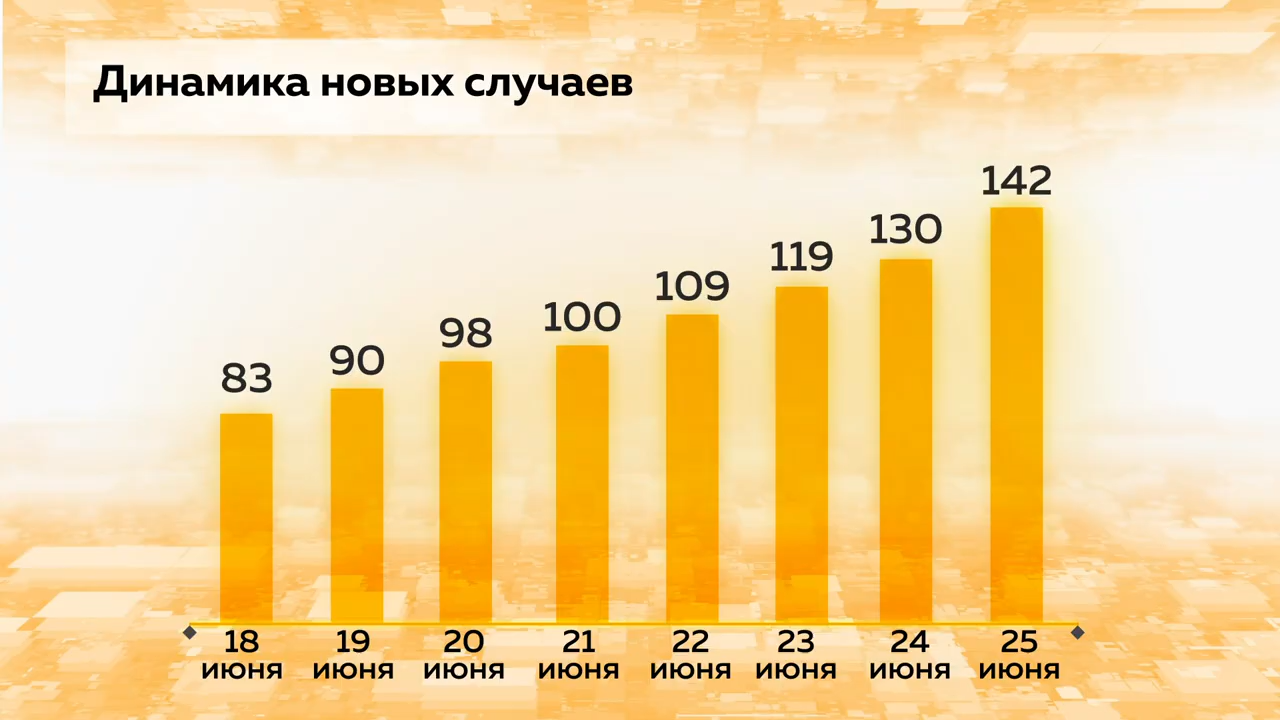 Динамика новых случаев
142
130
119
109
100
98
90
83
18 19 20 21 22 23 24 25
июня июня июня июня июня июня июня июня